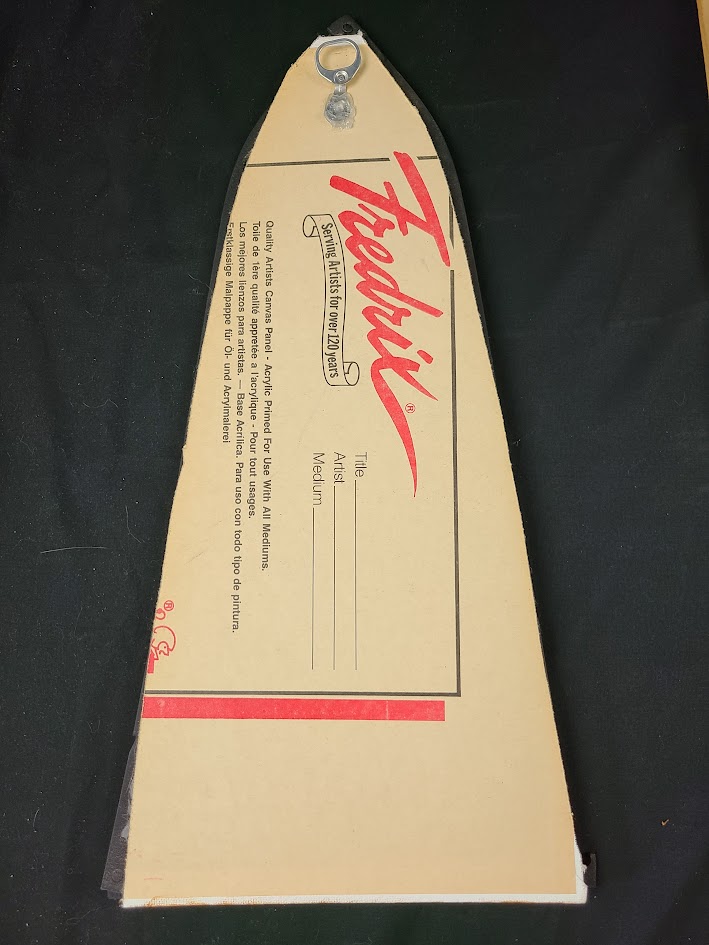 Fredrix®
Serving Artists for over 120 years
Title
Artist
Medium
Quality Artists Canvas Panel - Acrylic Primed For Use With All Mediums.
Toile de 1ère qualité appretée a l'acrylique - Pour tout usages.
Los mejores lienzos para artistas. — Base Acrilica. Para uso con todo tipo de pintura.
Erstklassige Malpappe für Öl- und Acrylmalerei
®